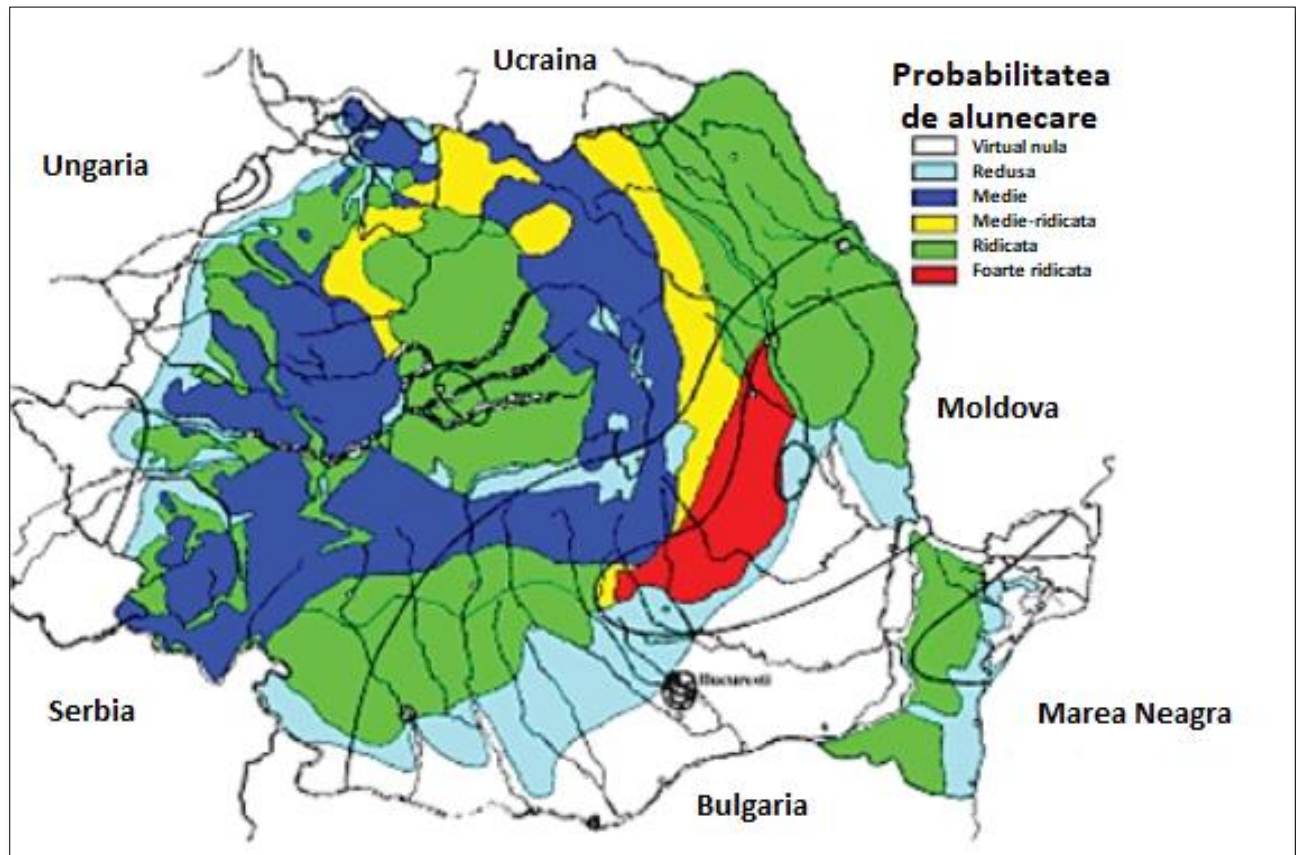 Ucraina
Probabilitatea
de alunecare
Virtual nula
Redusa
Medie
Medie-ridicata
Ridicata
Foarte ridicata
Ungaria
Moldova
Bucuresti
Serbia
Marea Neagra
Bulgaria